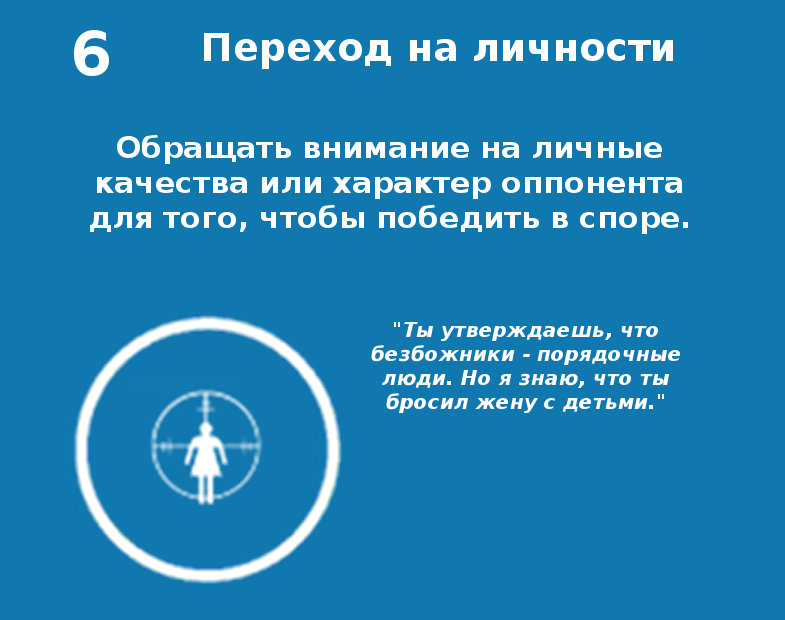 6 Переход на личности
Обращать внимание на личные
качества или характер оппонента
для того, чтобы победить в споре.
"Ты утверждаешь, что
безбожники - порядочные
люди. Но я знаю, что ты
бросил жену с детьми."